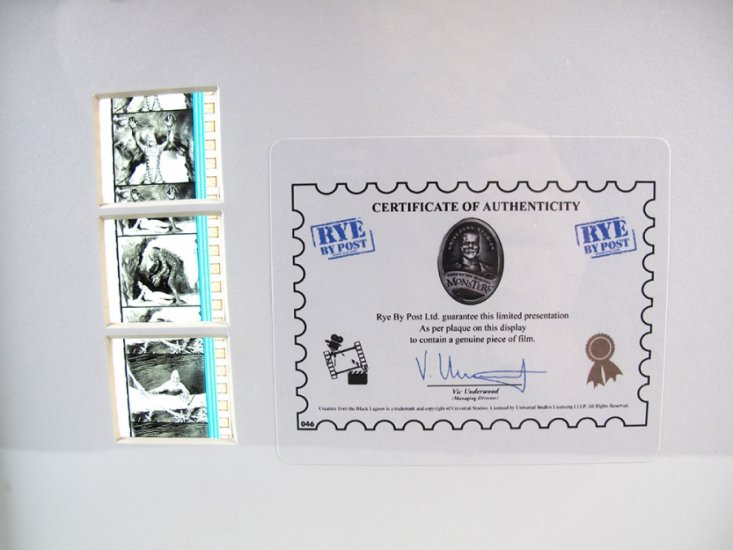 CERTIFICATE OF AUTHENTICITY
RYE
BY POST
RYE
BY POST
UNIVERSAL STUDIOS
MONSTERS
Rye By Post Ltd. guarantee this limited presentation
As per plaque on this display
to contain a genuine piece of film.
Vic Underwood
(Managing Director)
Creature from the Black Lagoon is a trademark and copyright of Universal Studios. Licensed by Universal Studios Licensing LLLP. All Rights Reserved.
046